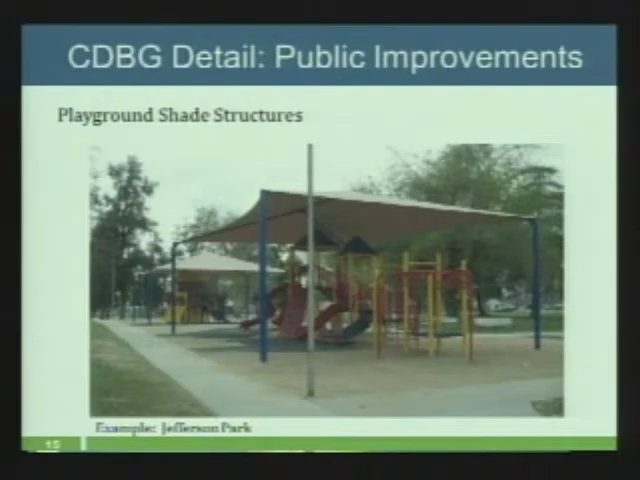 CDBG Detail: Public Improvements
Playground Shade Structures
Example: Jefferson Park
15